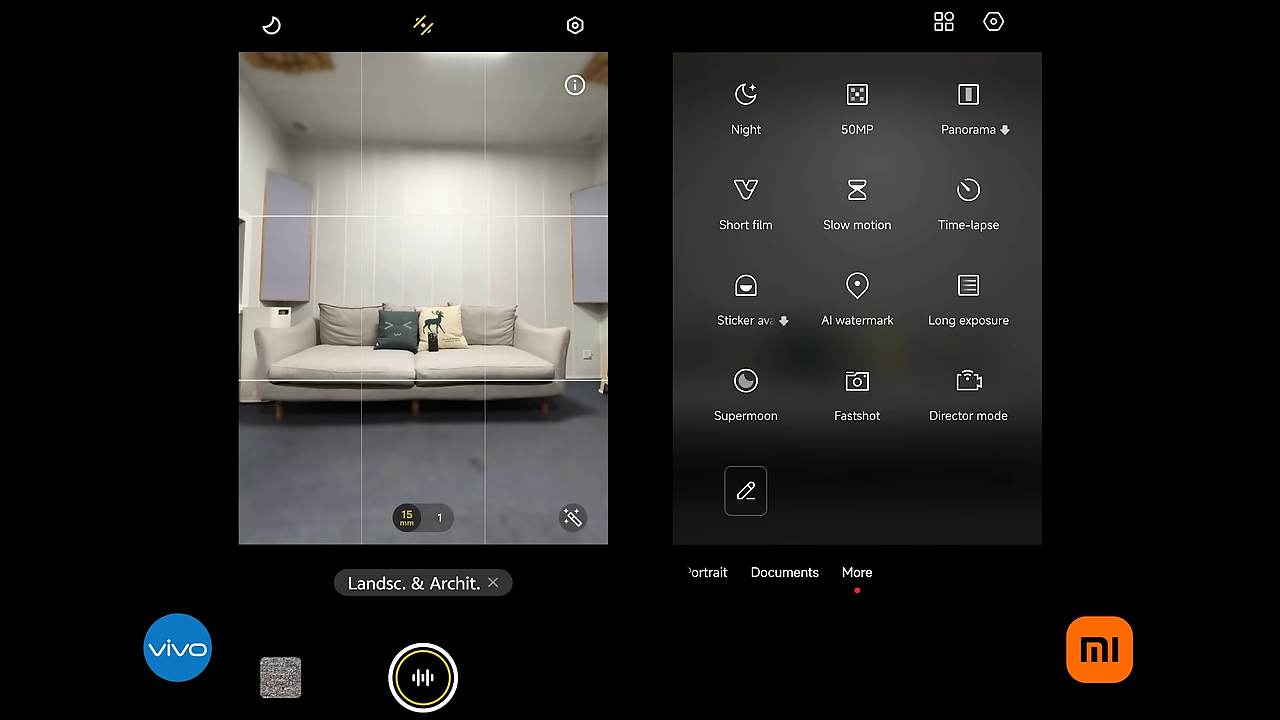 Night
50MP
Panorama
Short film
Slow motion
Time-lapse
Sticker ava
AI watermark
Long exposure
Supermoon
Fastshot
Director mode
15
mm
1
ortrait
Documents
More
Landsc. & Archit.
vivo
mi